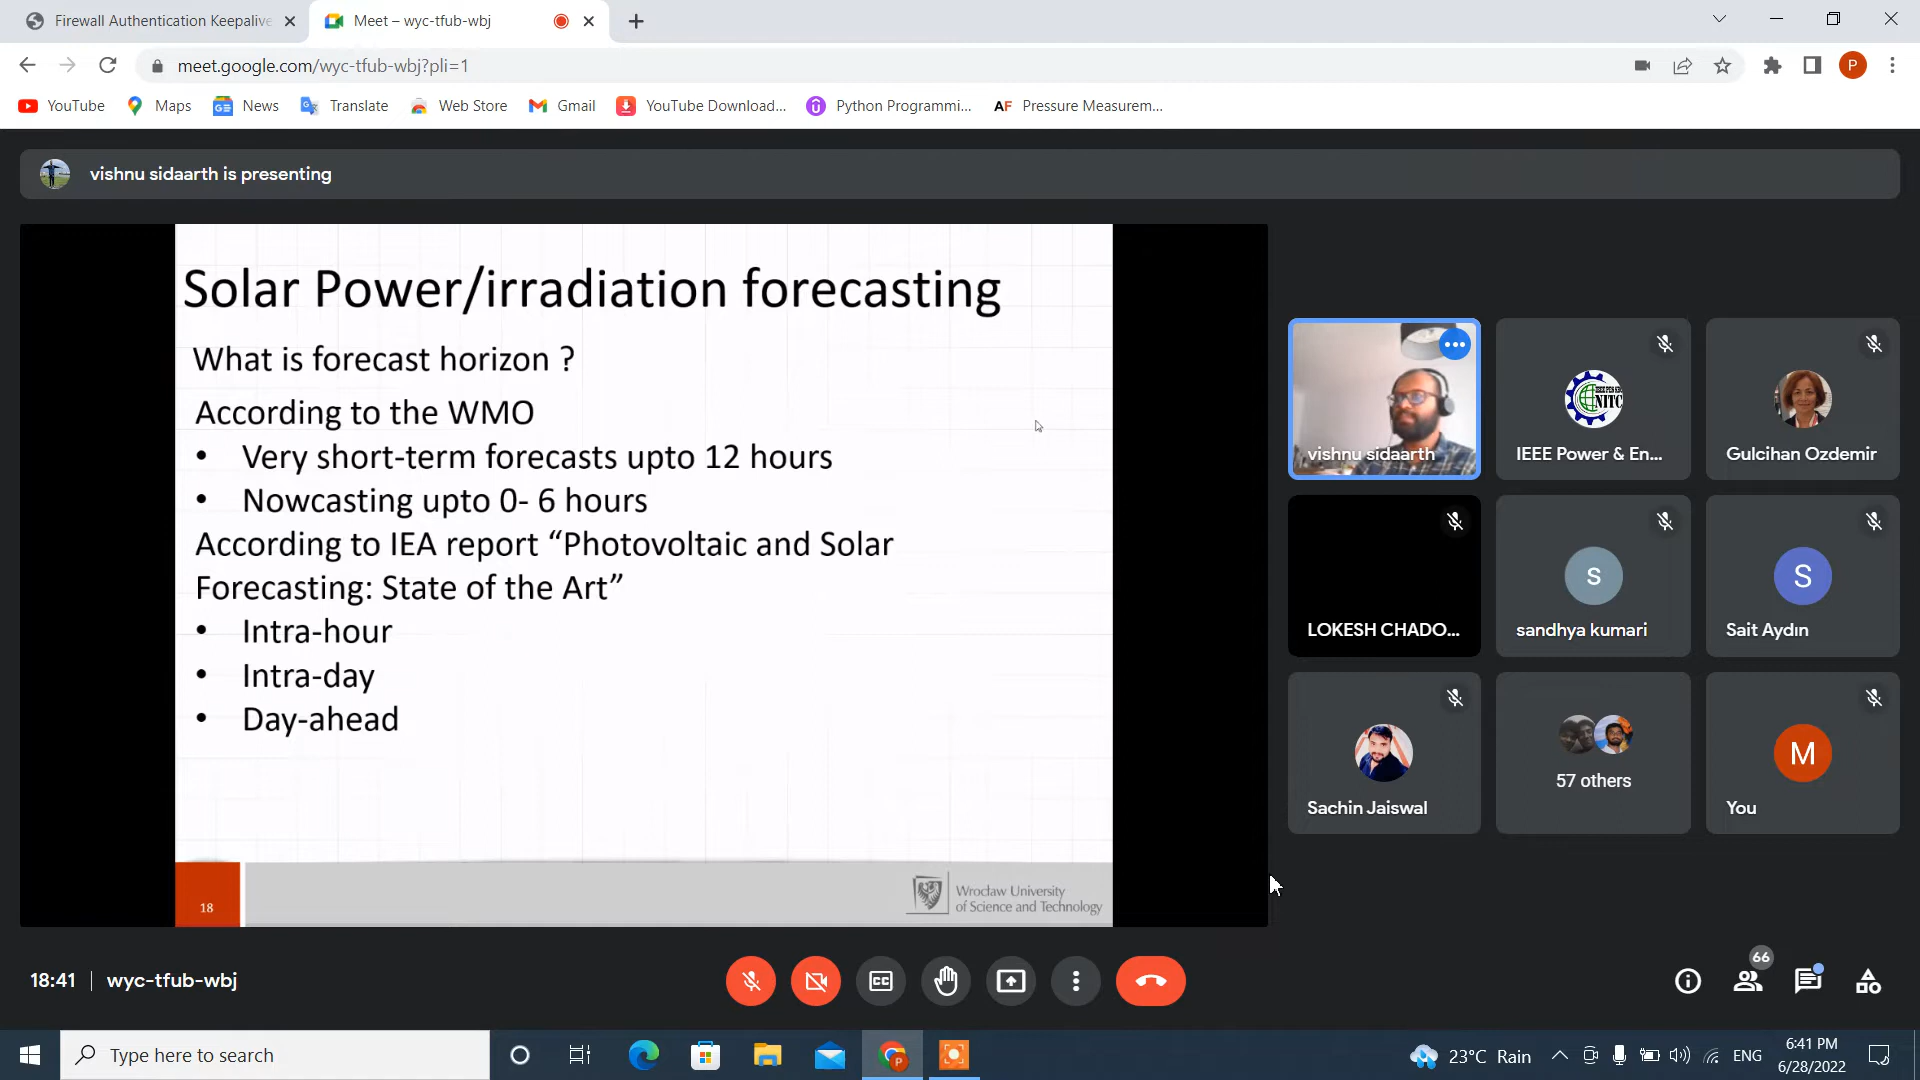 Firewall Authentication Keepalive
Meet – wyc-tfub-wbj
meet.google.com/wyc-tfub-wbj?pli=1
P
YouTube
Maps
News
Translate
Web Store
Gmail
YouTube Download...
Python Programmi...
AF Pressure Measurem...
vishnu sidaarth is presenting
Solar Power/irradiation forecasting
What is forecast horizon ?
According to the WMO
• Very short-term forecasts upto 12 hours
• Nowcasting upto 0- 6 hours
According to IEA report “Photovoltaic and Solar
Forecasting: State of the Art”
• Intra-hour
• Intra-day
• Day-ahead
18
Wrocław University
of Science and Technology
vishnu sidaarth
NITC
IEEE Power & En...
Gulcihan Ozdemir
LOKESH CHADO...
s
sandhya kumari
S
Sait Aydın
Sachin Jaiswal
57 others
M
You
18:41 | wyc-tfub-wbj
CC
66
Type here to search
P
23°C Rain
ENG
6:41 PM
6/28/2022